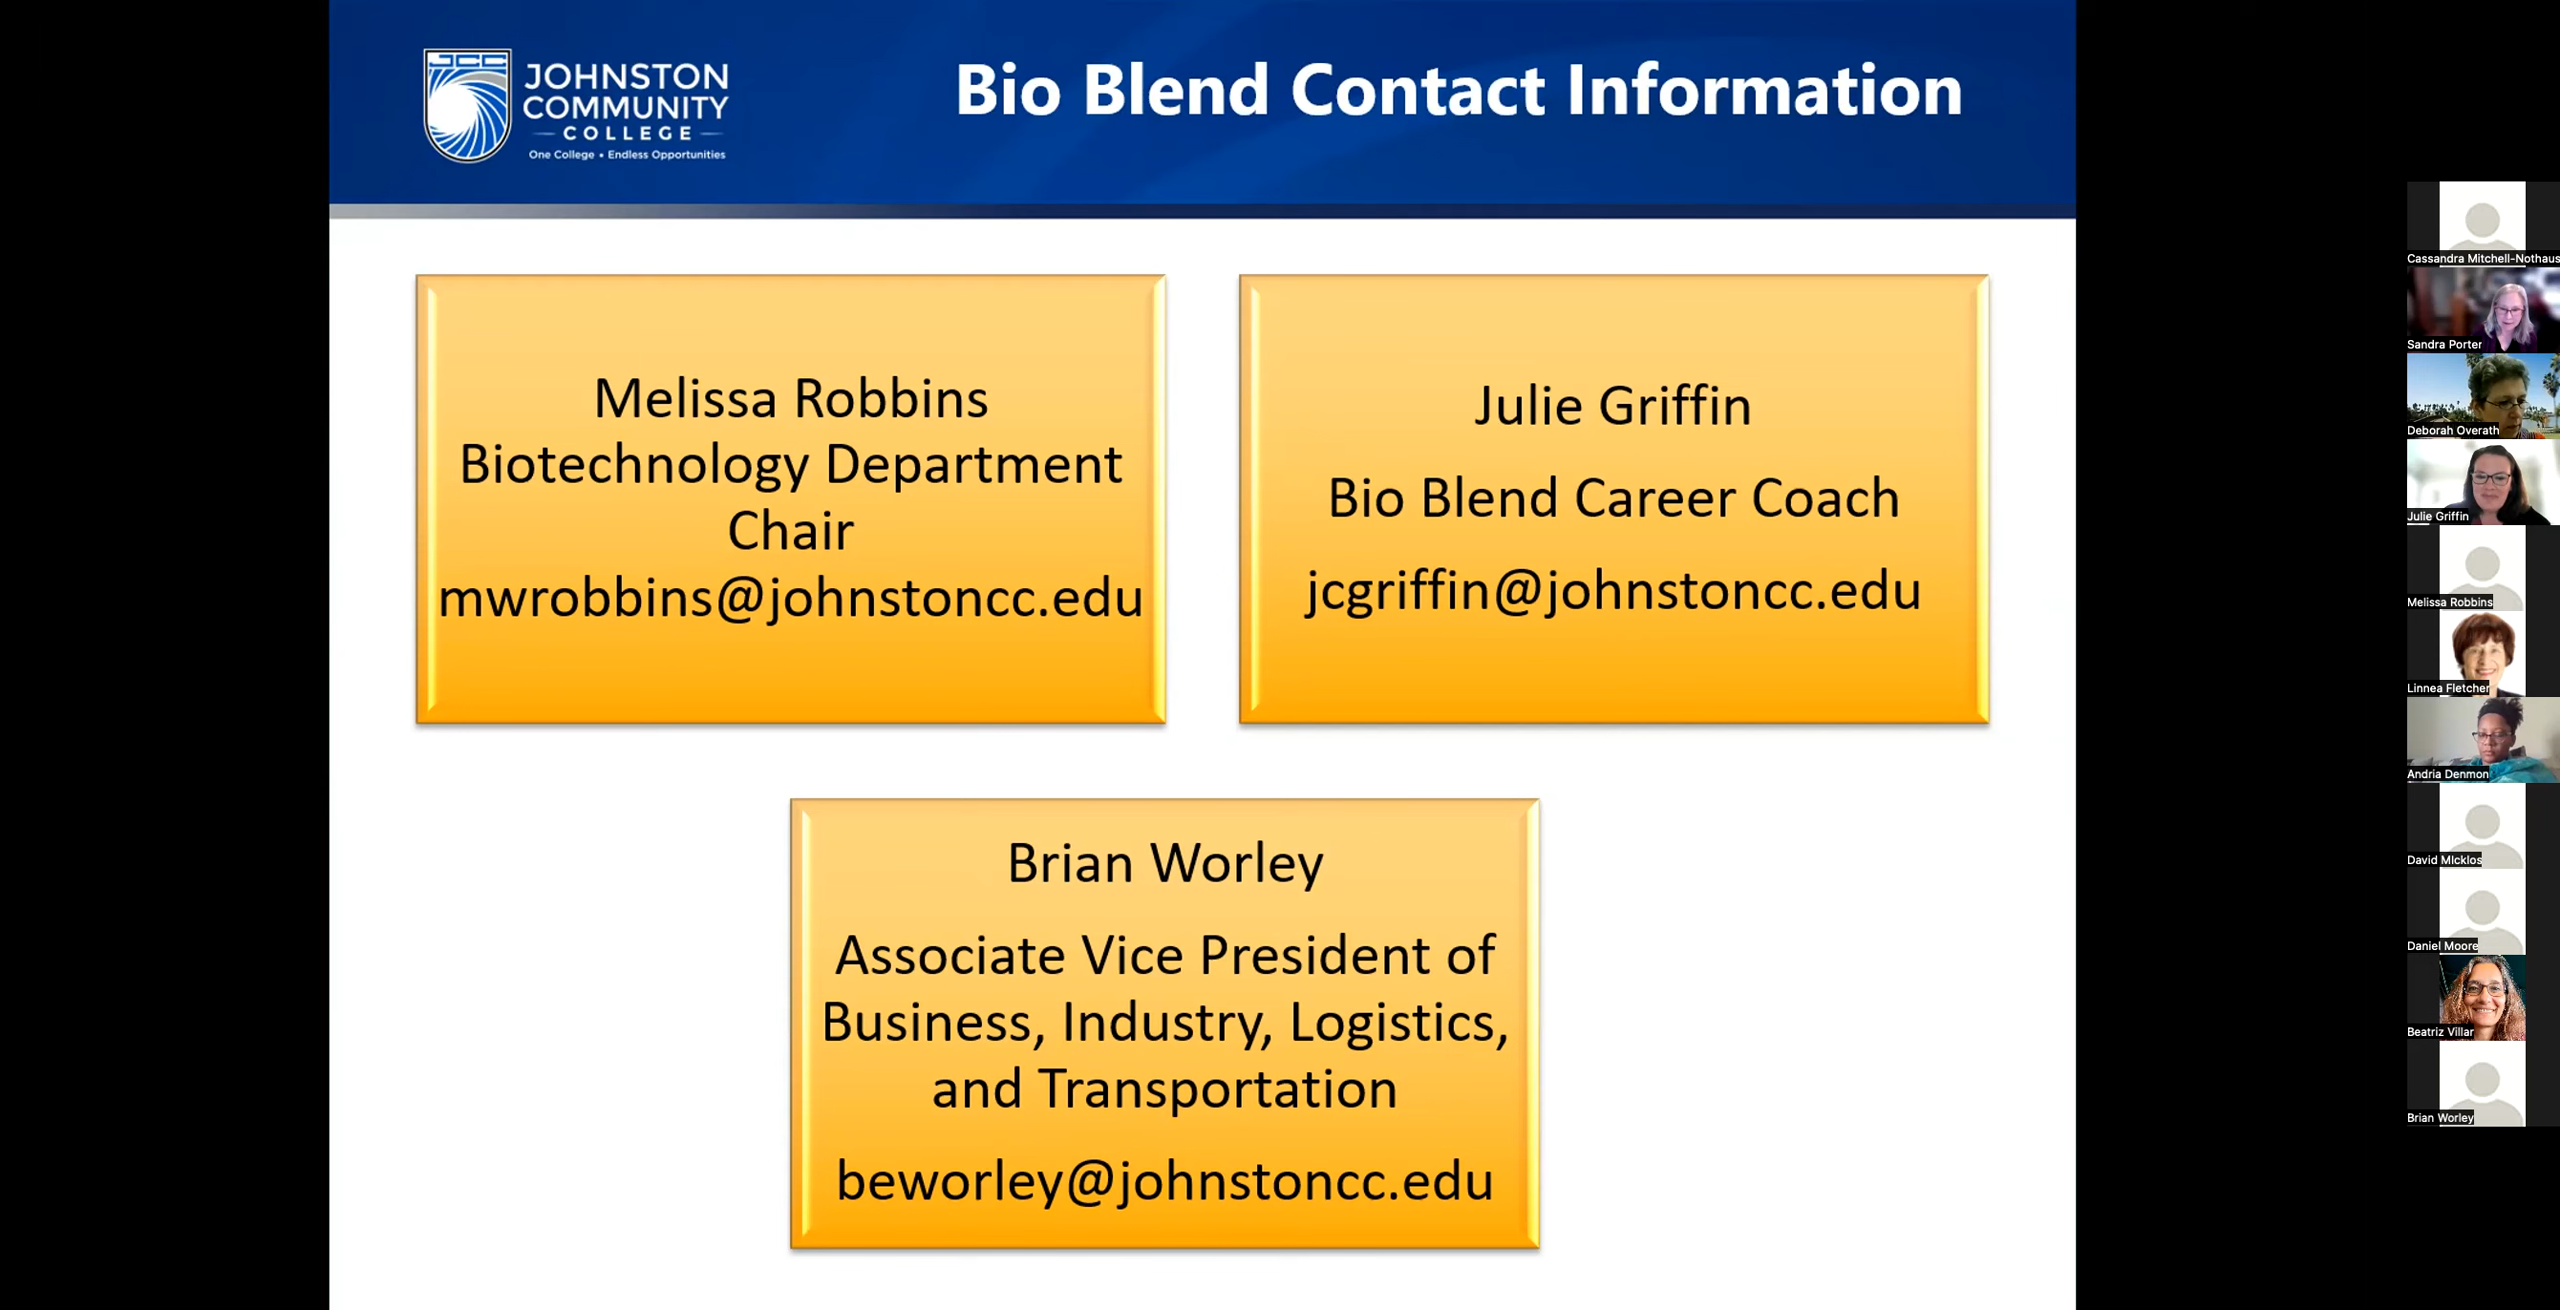 JCC
JOHNSTON
COMMUNITY
COLLEGE
One College • Endless Opportunities
Bio Blend Contact Information
Melissa Robbins
Biotechnology Department
Chair
mwrobbins@johnstoncc.edu
Julie Griffin
Bio Blend Career Coach
jcgriffin@johnstoncc.edu
Brian Worley
Associate Vice President of
Business, Industry, Logistics,
and Transportation
beworley@johnstoncc.edu
Cassandra Mitchell-Nothaus
Sandra Porter
Deborah Overath
Julie Griffin
Melissa Robbins
Linnea Fletcher
Andria Denmon
David MIcklos
Daniel Moore
Beatriz Villar
Brian Worley